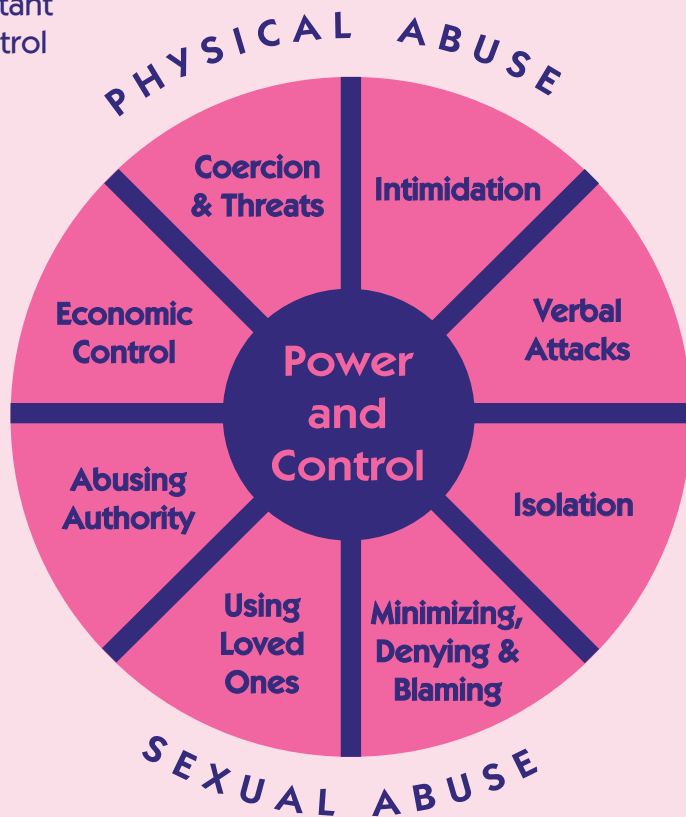 trol
PHYSICAL ABUSE
Coercion
& Threats
Intimidation
Verbal
Attacks
Isolation
Minimizing,
Denying &
Blaming
Using
Loved
Ones
Abusing
Authority
Economic
Control
Power
and
Control
SEXUAL ABUSE